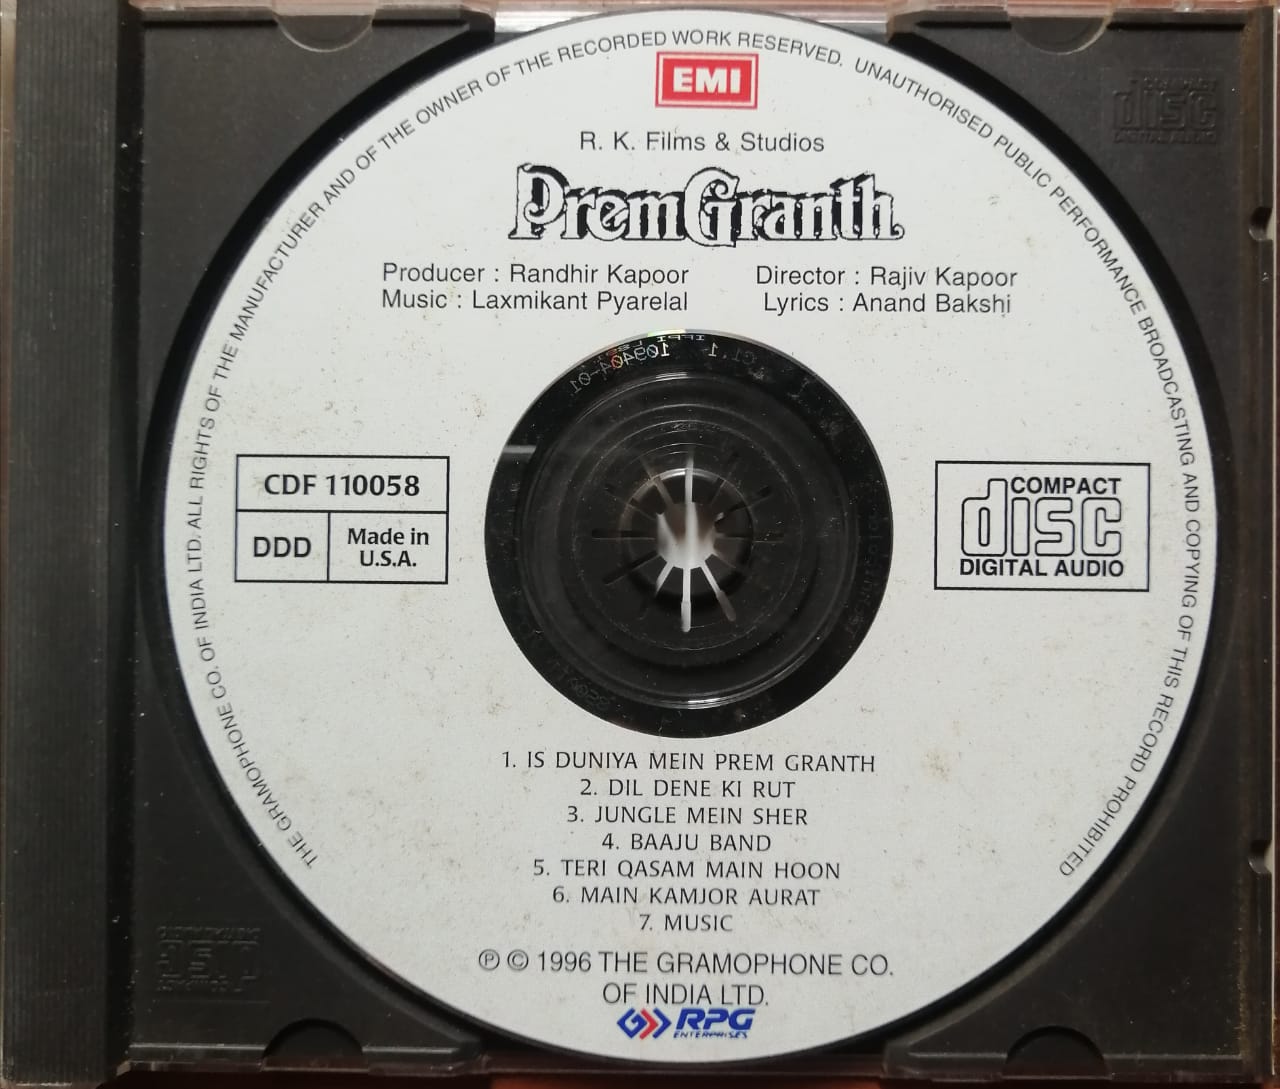 THE GRAMOPHONE CO. OF INDIA LTD. ALL RIGHTS OF THE MANUFACTURER AND OF THE OWNER OF THE RECORDED WORK RESERVED. UNAUTHORISED PUBLIC PERFORMANCE BROADCASTING AND COPYING OF THIS RECORD PROHIBITED
EMI
R. K. Films & Studios
PremGranth
Producer : Randhir Kapoor Director : Rajiv Kapoor
Music : Laxmikant Pyarelal Lyrics : Anand Bakshi
CDF 110058
DDD
Made in
U.S.A.
COMPACT
disc
DIGITAL AUDIO
1. IS DUNIYA MEIN PREM GRANTH
2. DIL DENE KI RUT
3. JUNGLE MEIN SHER
4. BAAJU BAND
5. TERI QASAM MAIN HOON
6. MAIN KAMJOR AURAT
7. MUSIC
℗ © 1996 THE GRAMOPHONE CO.
OF INDIA LTD.
RPG
ENTERPRISES